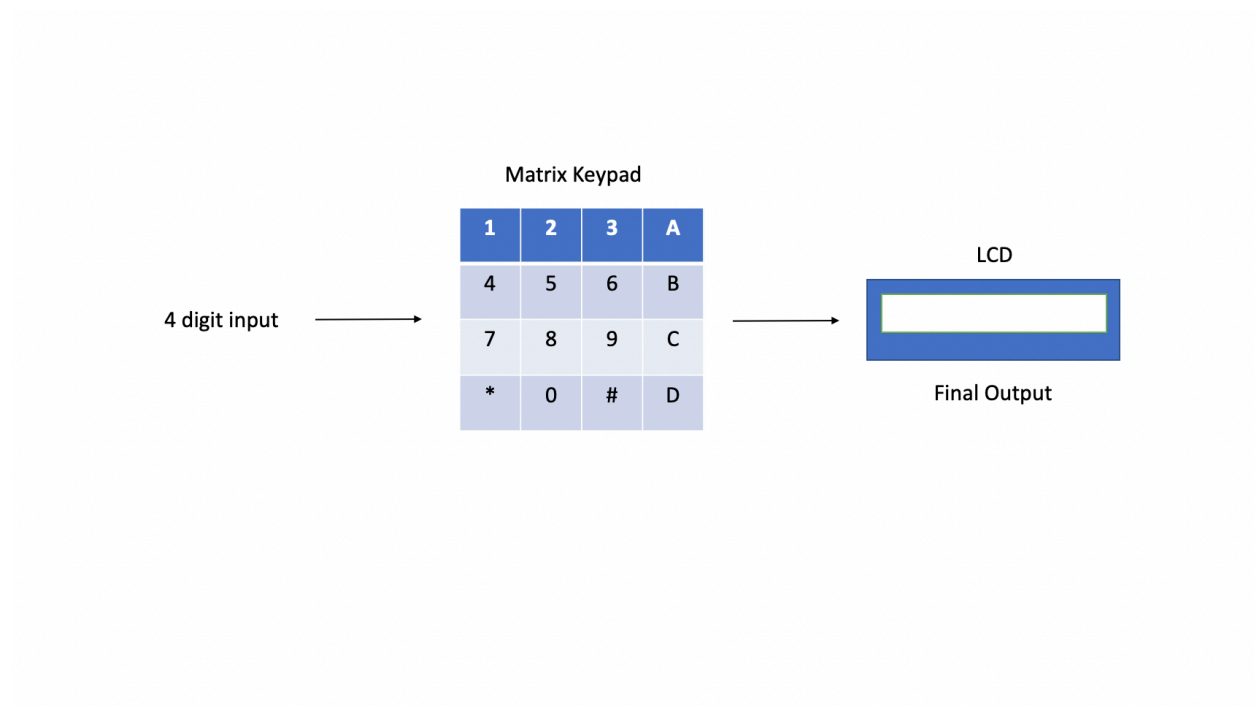 Matrix Keypad
1 2 3 A
4 5 6 B
7 8 9 C
* 0 # D
4 digit input
LCD
Final Output